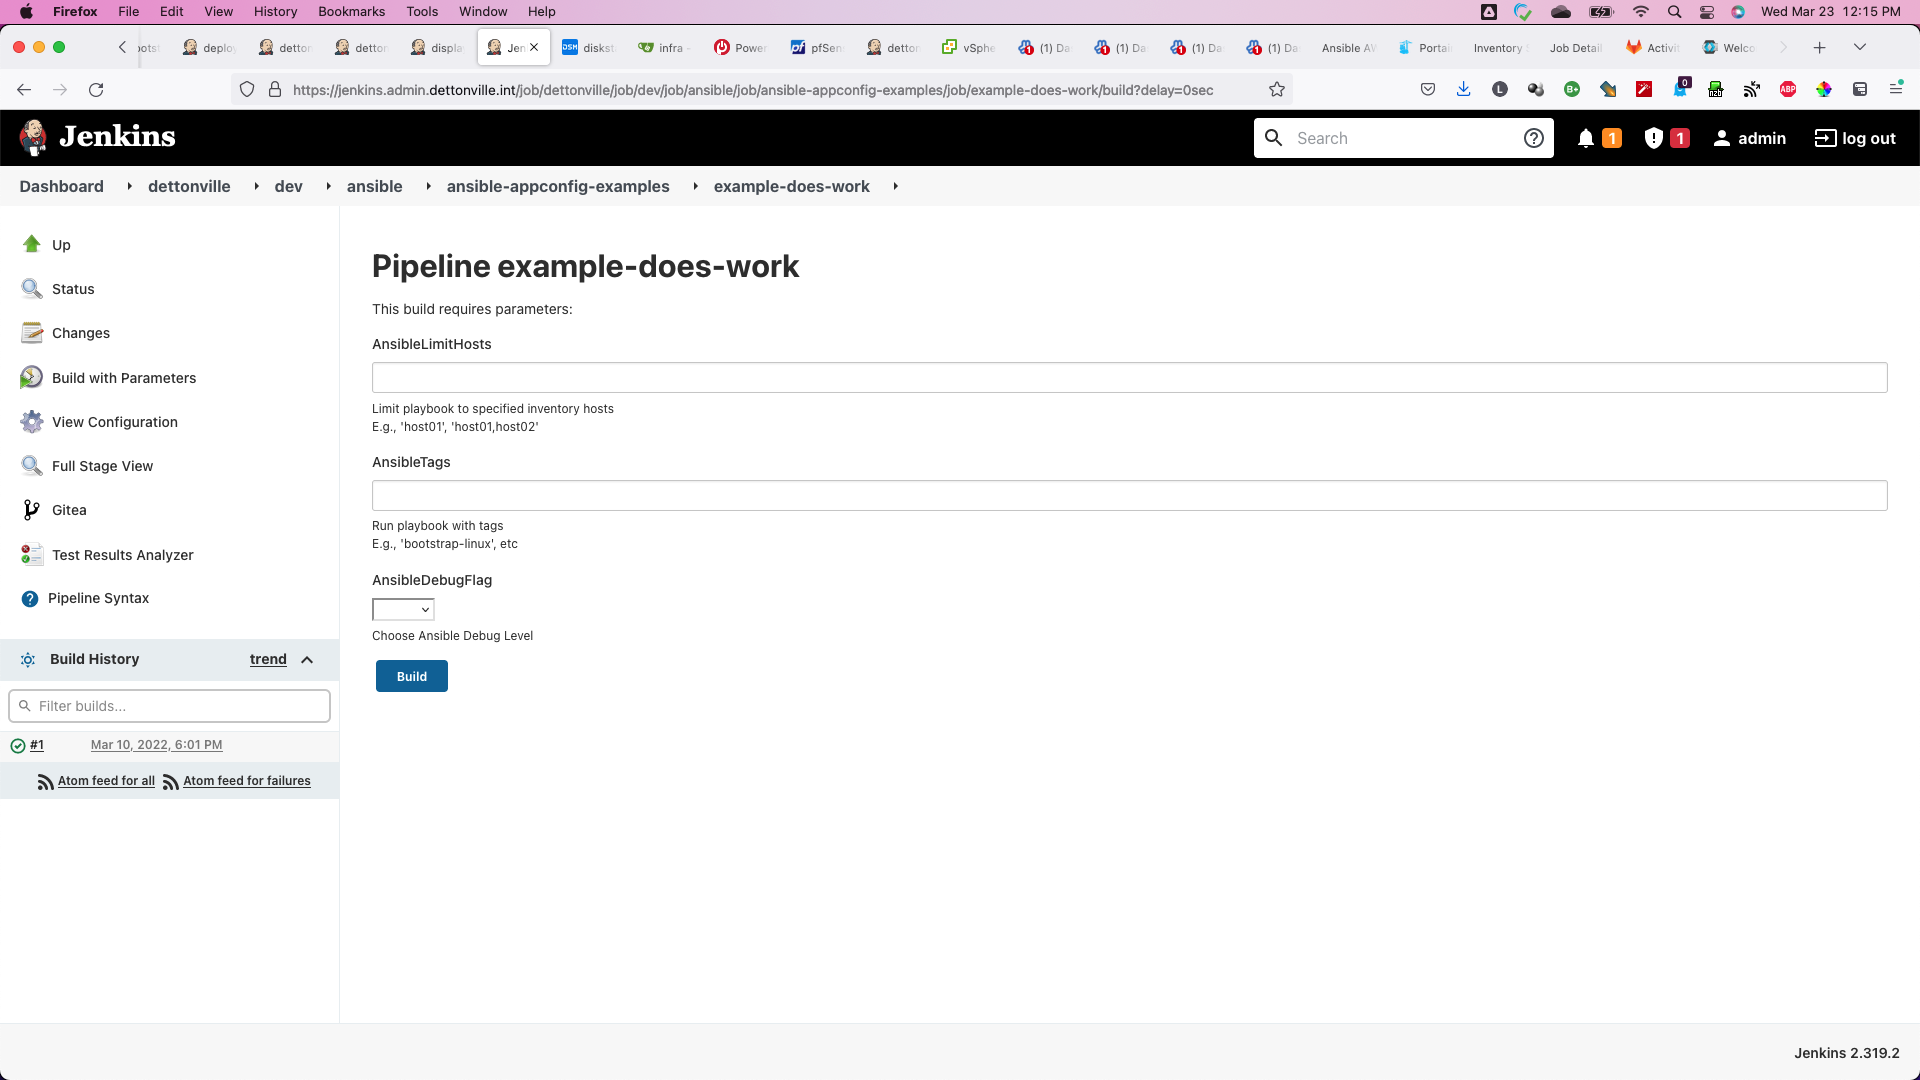 Firefox File Edit View History Bookmarks Tools Window Help Wed Mar 23 12:15 PM
deploy detton detton displa Jen disks infra - Power pfSen detton vSphe (1) Da (1) Da (1) Da (1) Da Ansible AW Portai Inventory Job Detail Activit Welco
https://jenkins.admin.dettonville.int/job/dettonville/job/dev/job/ansible/job/ansible-appconfig-examples/job/example-does-work/build?delay=0sec
Jenkins Search 1 1 admin log out
Dashboard dettonville dev ansible ansible-appconfig-examples example-does-work
Up
Status
Changes
Build with Parameters
View Configuration
Full Stage View
Gitea
Test Results Analyzer
Pipeline Syntax
Build History trend
Filter builds...
#1 Mar 10, 2022, 6:01 PM
Atom feed for all Atom feed for failures
Pipeline example-does-work
This build requires parameters:
AnsibleLimitHosts
Limit playbook to specified inventory hosts
E.g., 'host01', 'host01,host02'
AnsibleTags
Run playbook with tags
E.g., 'bootstrap-linux', etc
AnsibleDebugFlag
Choose Ansible Debug Level
Build
Jenkins 2.319.2